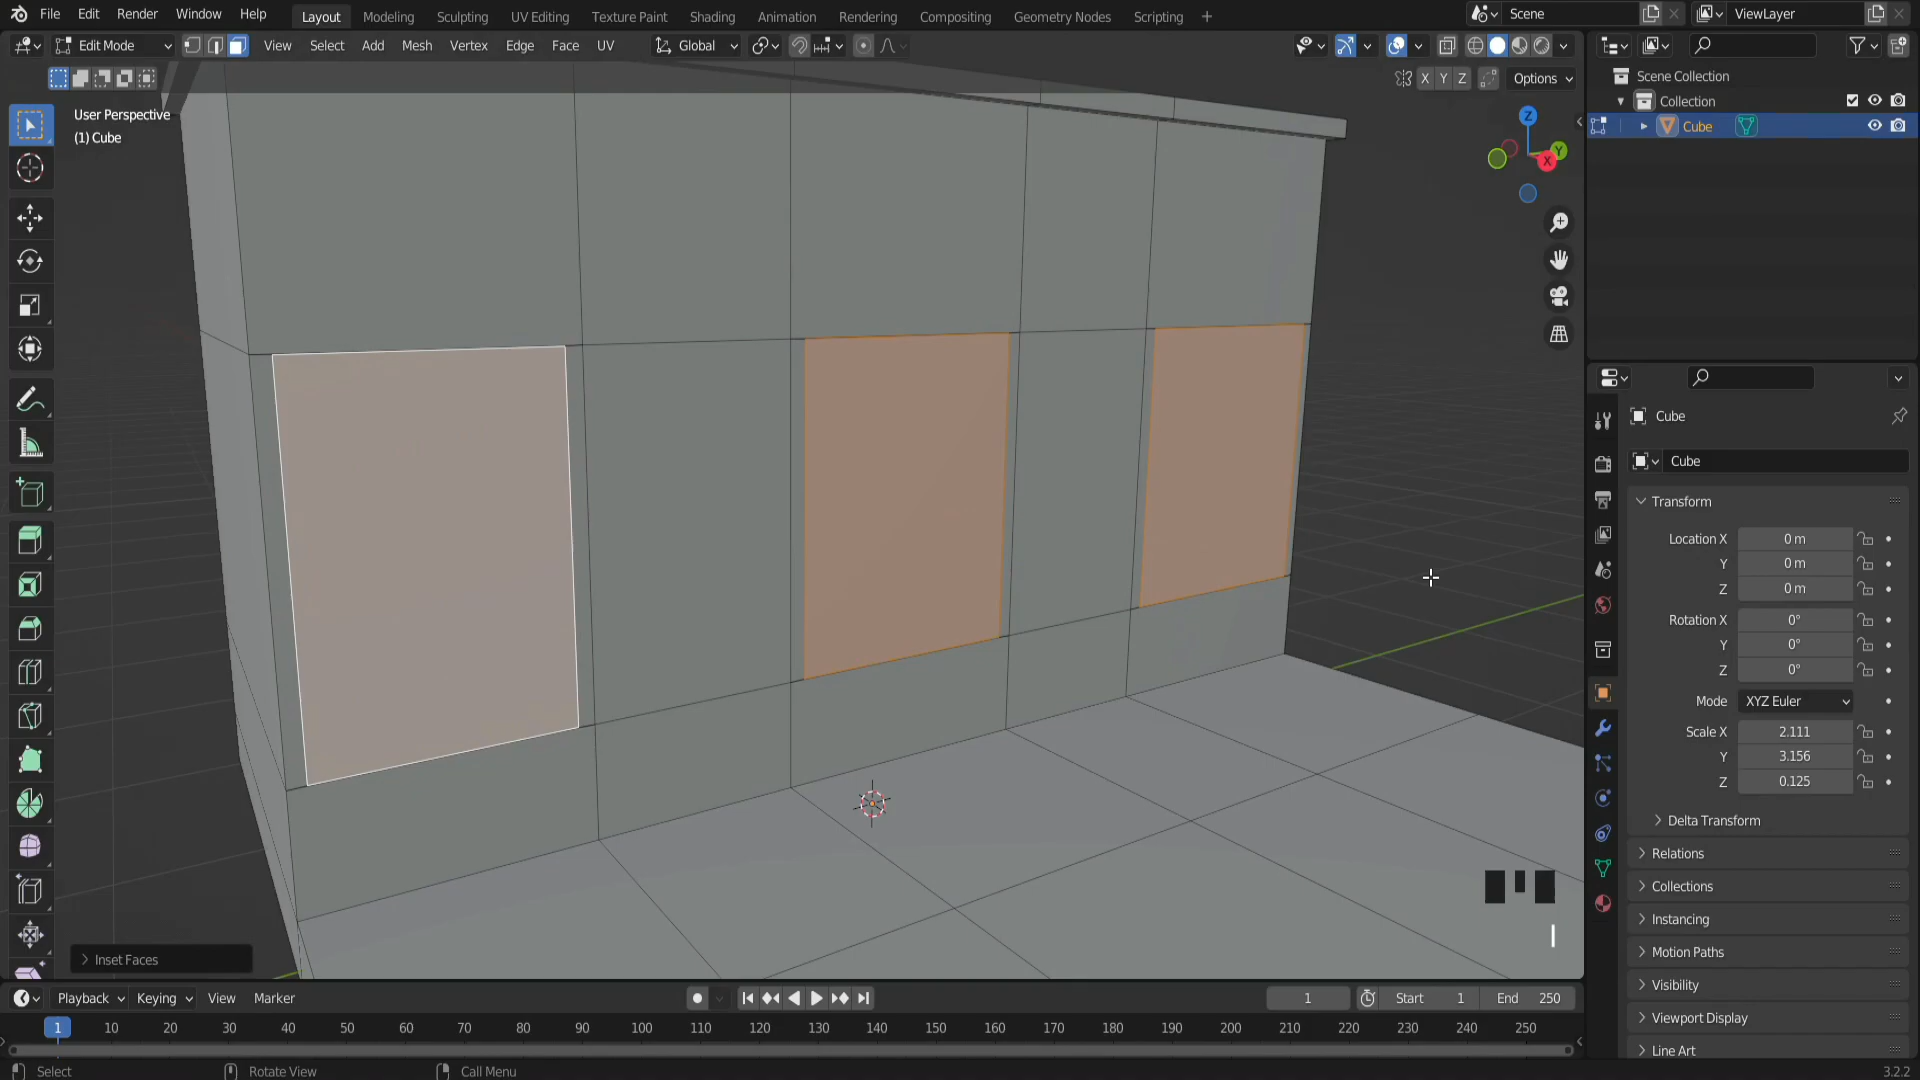 File Edit Render Window Help Layout Modeling Sculpting UV Editing Texture Paint Shading Animation Rendering Compositing Geometry Nodes Scripting + Scene ViewLayer
Edit Mode View Select Add Mesh Vertex Edge Face UV Global
X Y Z Options
Scene Collection
Collection
Cube
User Perspective
(1) Cube
Z
Y
X
Cube
Cube
Transform
Location X 0 m
Y 0 m
Z 0 m
Rotation X 0°
Y 0°
Z 0°
Mode XYZ Euler
Scale X 2.111
Y 3.156
Z 0.125
Delta Transform
Relations
Collections
Instancing
Motion Paths
Visibility
Viewport Display
Line Art
I
Inset Faces
Playback Keying View Marker 1 Start 1 End 250
1 10 20 30 40 50 60 70 80 90 100 110 120 130 140 150 160 170 180 190 200 210 220 230 240 250
Select Rotate View Call Menu 3.2.2